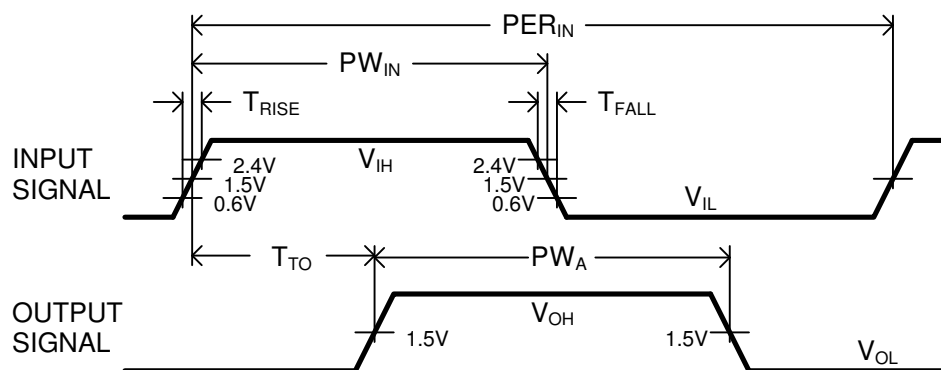 PER_IN
PW_IN
T_RISE
T_FALL
INPUT
SIGNAL
V_IH
2.4V
1.5V
0.6V
2.4V
1.5V
0.6V
V_IL
T_TO
PW_A
OUTPUT
SIGNAL
V_OH
1.5V
1.5V
V_OL